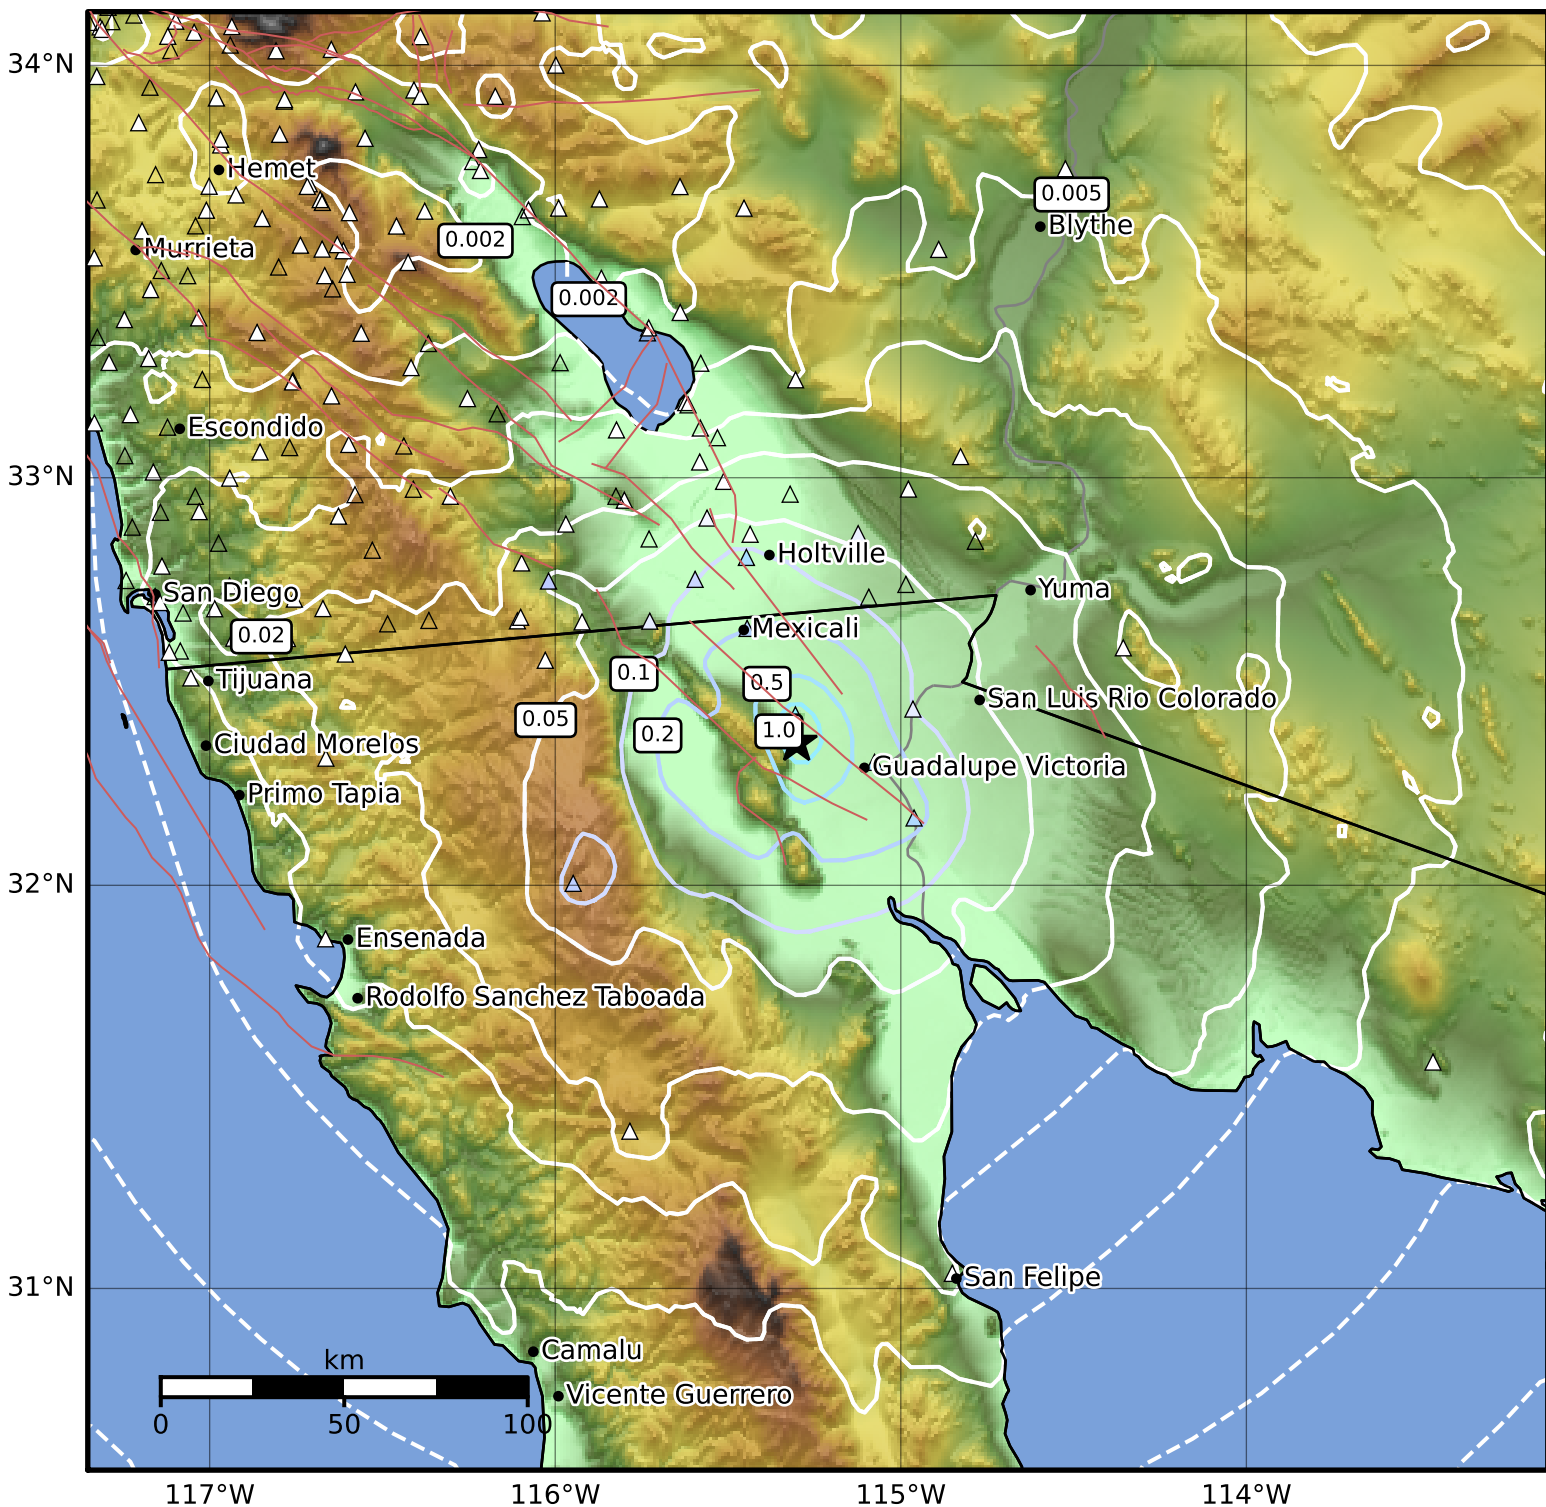 34°N
Hemet
0.005
Blythe
0.002
Murrieta
0.002
Escondido
33°N
Holtville
Yuma
San Diego
Mexicali
0.02
0.1
Tijuana
0.5
San Luis Rio Colorado
0.05
1.0
0.2
Ciudad Morelos
Guadalupe Victoria
Primo Tapia
32°N
Ensenada
Rodolfo Sanchez Taboada
31°N
San Felipe
Camalu
km
Vicente Guerrero
0 50 100
117°W 116°W 115°W 114°W